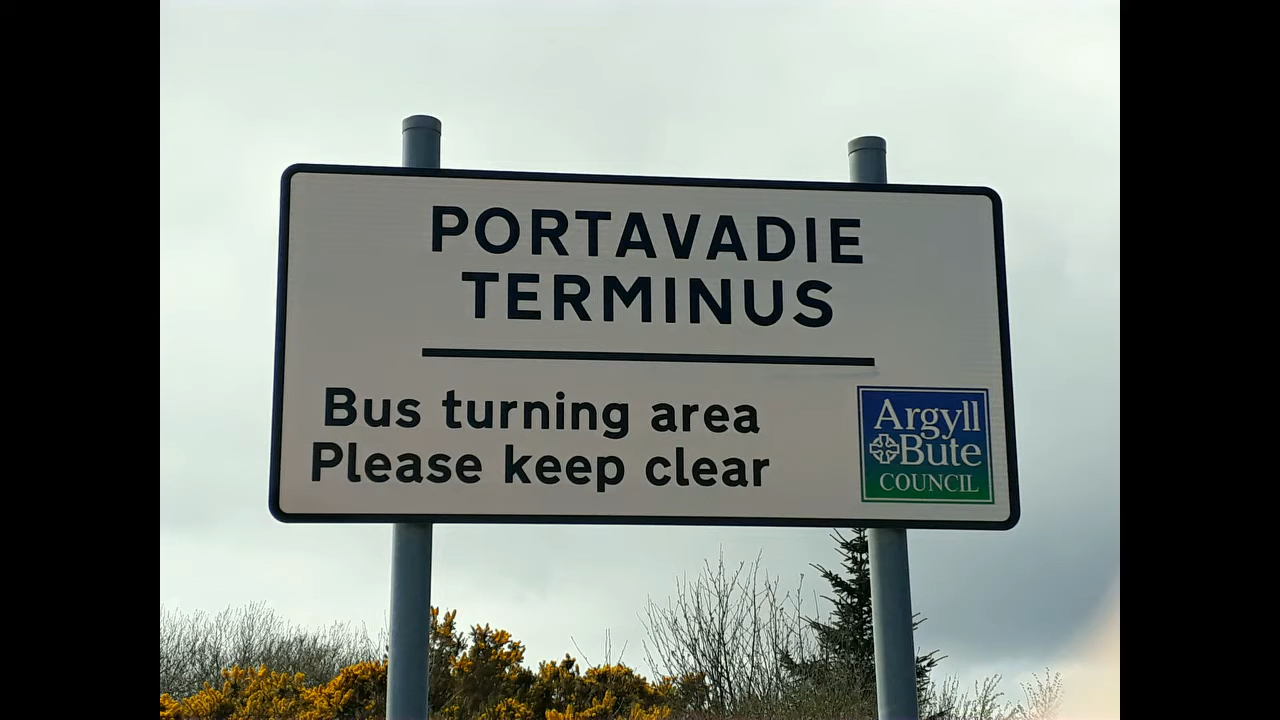 PORTAVADIE
TERMINUS
Bus turning area
Please keep clear
Argyll
Bute
COUNCIL